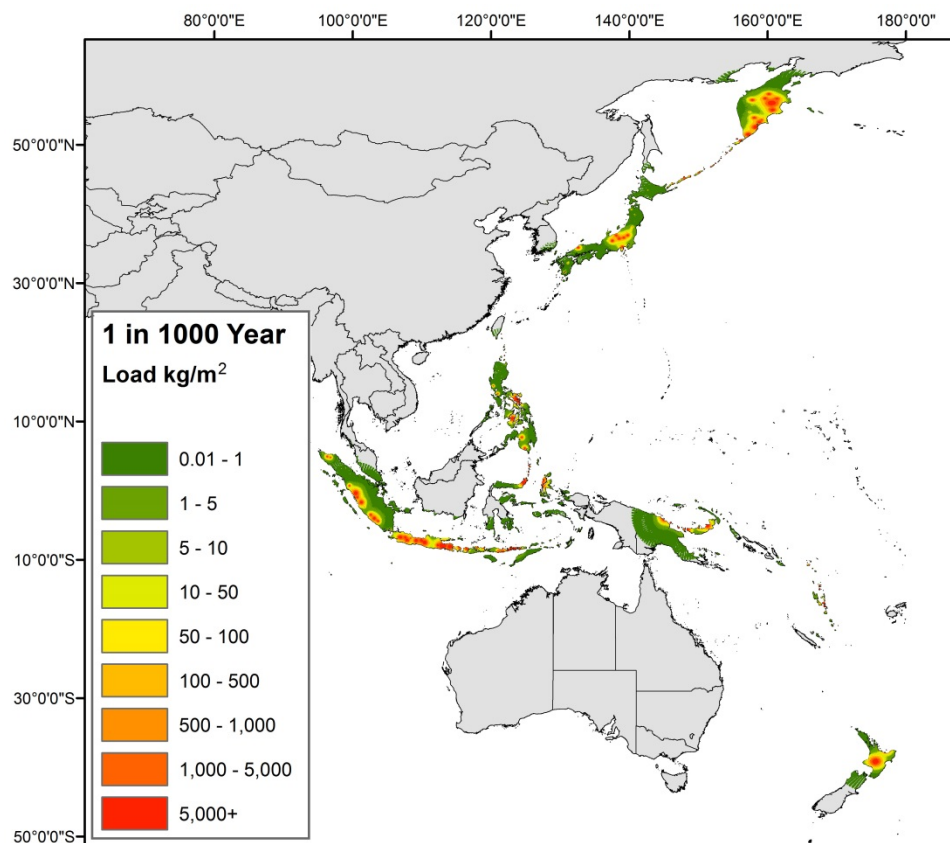 80°0'0"E 100°0'0"E 120°0'0"E 140°0'0"E 160°0'0"E 180°0'0"
50°0'0"N
30°0'0"N
10°0'0"N
10°0'0"S
30°0'0"S
50°0'0"S
1 in 1000 Year
Load kg/m²
0.01 - 1
1 - 5
5 - 10
10 - 50
50 - 100
100 - 500
500 - 1,000
1,000 - 5,000
5,000+